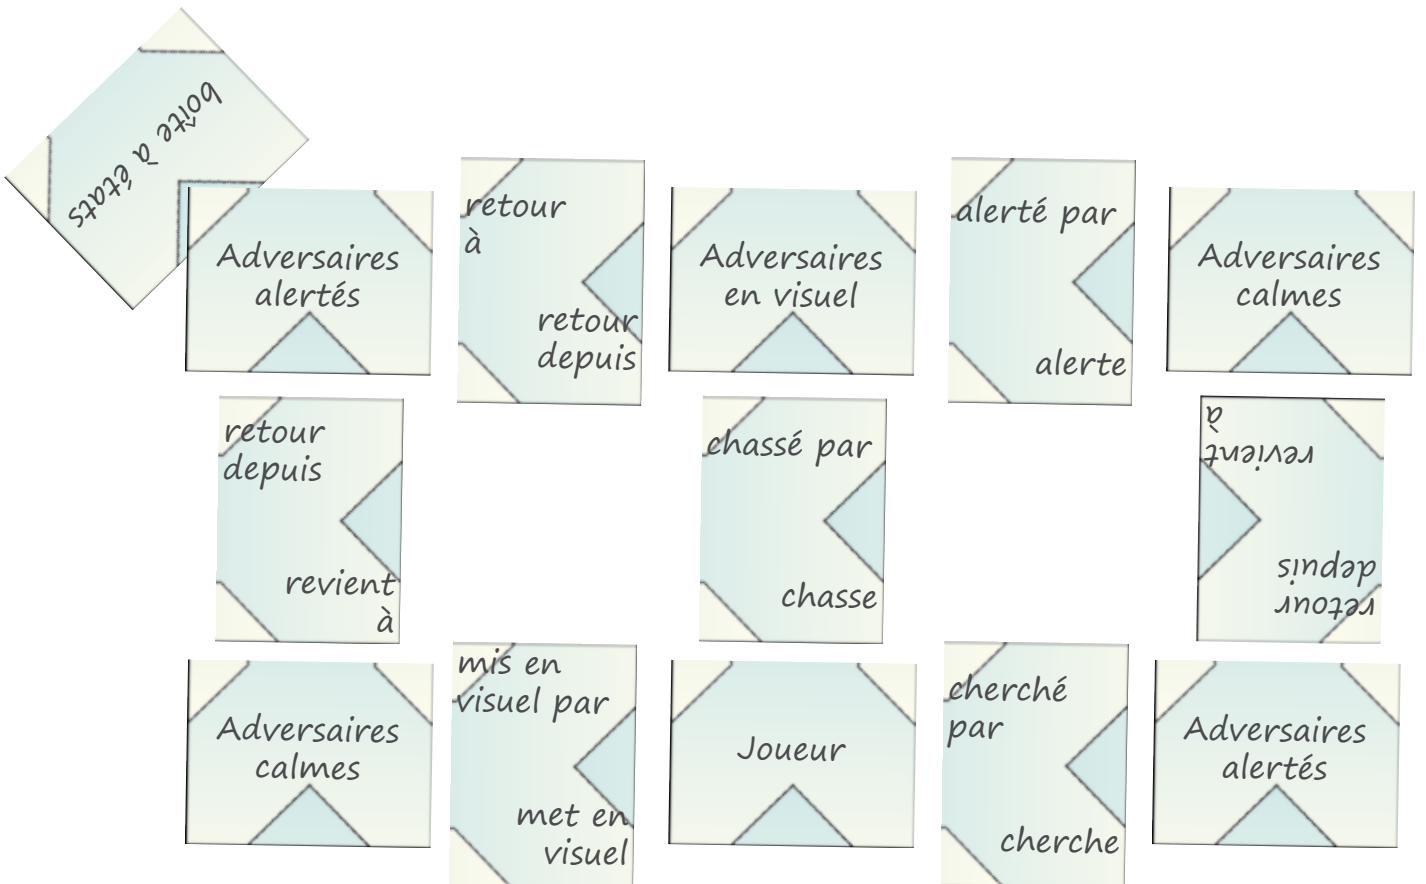 boîte à états
Adversaires
alertés
retour
à
retour
depuis
Adversaires
en visuel
alerté par
alerte
Adversaires
calmes
retour
depuis
revient
à
chassé par
chasse
retour
depuis
revient
à
Adversaires
calmes
mis en
visuel par
met en
visuel
Joueur
cherché
par
cherche
Adversaires
alertés